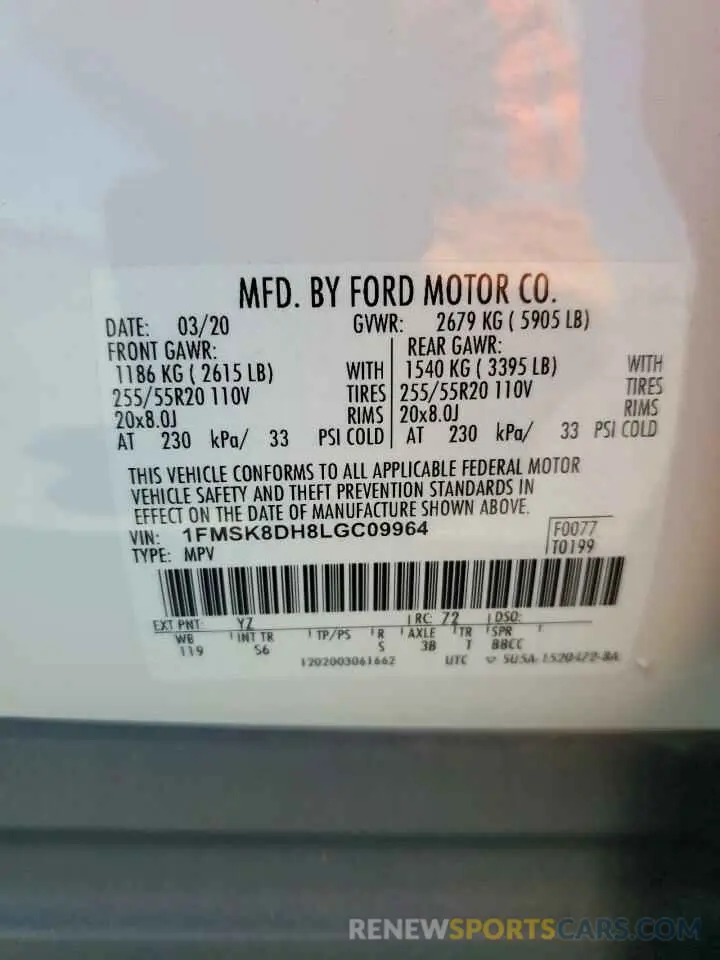 MFD. BY FORD MOTOR CO.
DATE: 03/20 GVWR: 2679 KG ( 5905 LB)
FRONT GAWR: REAR GAWR:
1186 KG ( 2615 LB) WITH 1540 KG ( 3395 LB) WITH
255/55R20 110V TIRES 255/55R20 110V TIRES
20x8.0J RIMS 20x8.0J RIMS
AT 230 kPa/ 33 PSI COLD AT 230 kPa/ 33 PSI COLD
THIS VEHICLE CONFORMS TO ALL APPLICABLE FEDERAL MOTOR
VEHICLE SAFETY AND THEFT PREVENTION STANDARDS IN
EFFECT ON THE DATE OF MANUFACTURE SHOWN ABOVE.
VIN: 1FMSK8DH8LGC09964 F0077
TYPE: MPV T0199
EXT PNT: YZ RC: 72 DSO:
WB INT TR TP/PS R AXLE TR SPR
119 S6 S 3B T BBCC
1202003061662 UTC 5U5A-1520472-BA
RENEWSPORTSCARS.COM